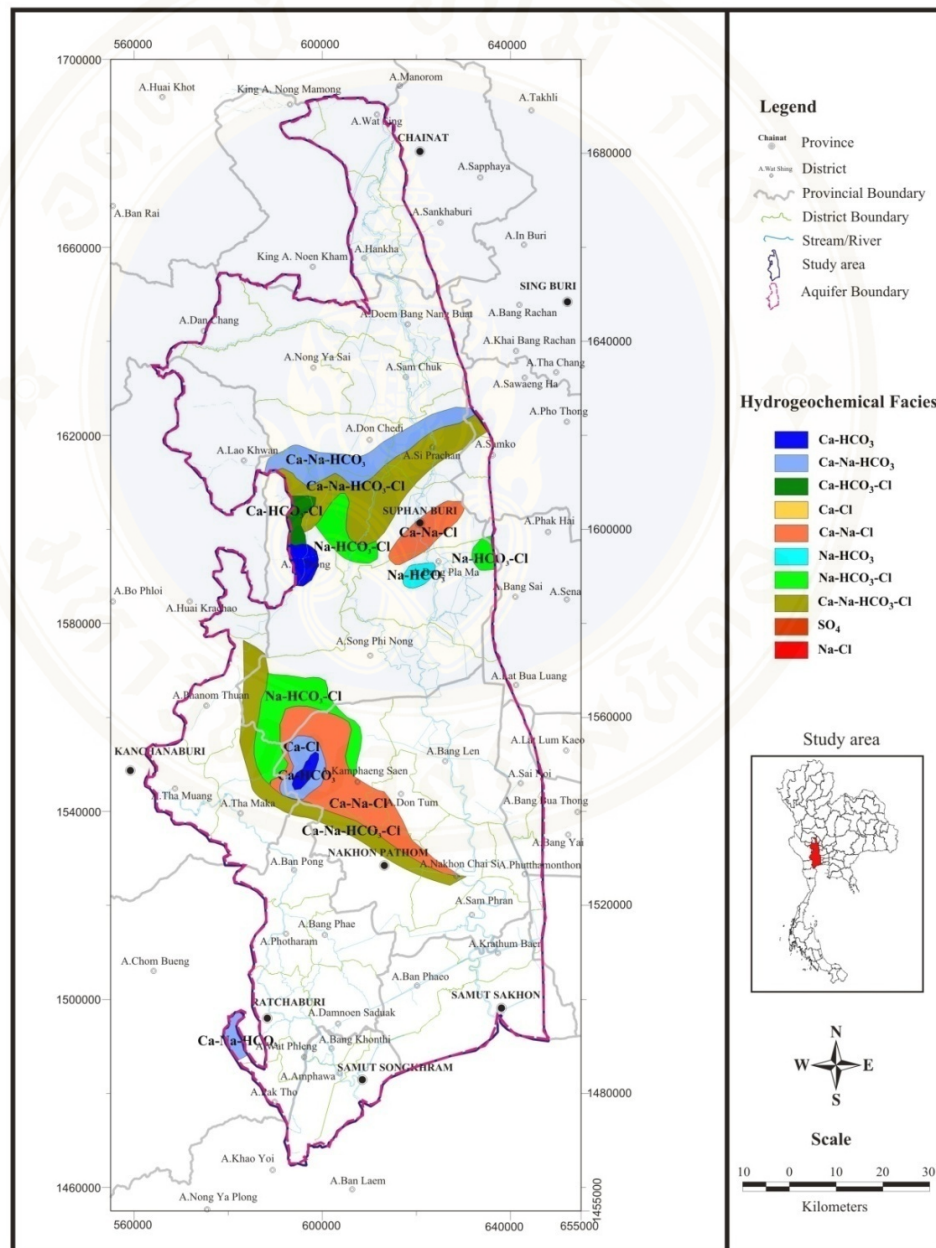 560000
600000
640000
1700000
A.Manorom
A.Huai Khot
King A. Nong Mamong
A.Takhli
A.Wat Sing
CHAINAT
1680000
A.Sapphaya
A.Ban Rai
A.Sankhaburi
A.In Buri
1660000
A.Hankha
King A. Noen Kham
SING BURI
A.Bang Rachan
A.Dan Chang
A.Doem Bang Nang Buat
1640000
A.Khai Bang Rachan
A.Nong Ya Sai
A.Tha Chang
A.Sam Chuk
A.Sawaeng Ha
A.Pho Thong
1620000
A.Don Chedi
A.Lao Khwan
Ca-Na-HCO₃
A.Si Prachan
A.Samko
Ca-Na-HCO₃-Cl
Ca-HCO₃-Cl
SUPHAN BURI
A.Phak Hai
Ca-Na-Cl
1600000
Na-HCO₃-Cl
Na-HCO₃-Cl
Na-HCO₃
Pla Ma
A.Bo Phloi
A.Huai Krachao
A.Bang Sai
A.Sena
1580000
A.Song Phi Nong
A.Lat Bua Luang
A.Phanom Thuan
Na-HCO₃-Cl
1560000
KANCHANABURI
Ca-Cl
A.Bang Len
A.Lat Lum Kaeo
Ca-HCO₃
A.Kamphaeng Saen
A.Sai Noi
A.Tha Muang
A.Tha Maka
Ca-Na-Cl
A.Don Tum
A.Bang Bua Thong
1540000
Ca-Na-HCO₃-Cl
A.Bang Yai
NAKHON PATHOM
A.Ban Pong
A.Nakhon Chai Si
A.Phutthamonthon
1520000
A.Sam Phran
A.Photharam
A.Bang Phae
A.Krathum Baen
A.Chom Bueng
A.Ban Phaeo
1500000
RATCHABURI
SAMUT SAKHON
A.Damnoen Saduak
Ca-Na-HCO₃
A.Wat Phleng
A.Bang Khonthi
A.Amphawa
SAMUT SONGKHRAM
A.Pak Tho
1480000
A.Khao Yoi
A.Ban Laem
1460000
A.Nong Ya Plong
1455000
560000
600000
640000
655000
Legend
Chainat Province
A.Wat Shing District
Provincial Boundary
District Boundary
Stream/River
Study area
Aquifer Boundary
Hydrogeochemical Facies
Ca-HCO₃
Ca-Na-HCO₃
Ca-HCO₃-Cl
Ca-Cl
Ca-Na-Cl
Na-HCO₃
Na-HCO₃-Cl
Ca-Na-HCO₃-Cl
SO₄
Na-Cl
Study area
N
W E
S
Scale
10 0 10 20 30
Kilometers